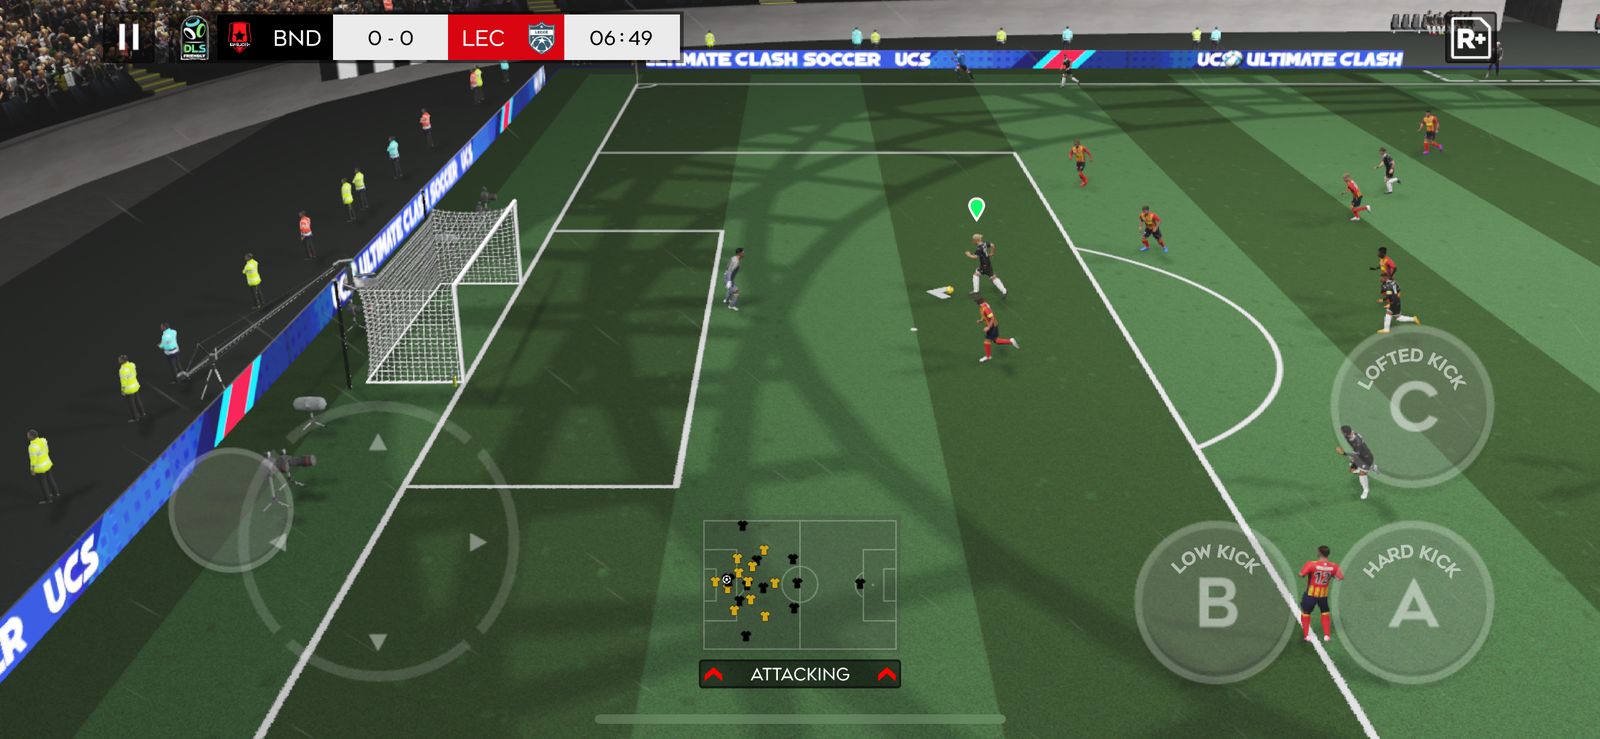 DLS
BND
0 - 0
LEC
06:49
R+
ULTIMATE CLASH SOCCER UCS
UCS ULTIMATE CLASH
ULTIMATE CLASH SOCCER UCS
UCS
LOFTED KICK
C
LOW KICK
B
HARD KICK
A
12
ATTACKING